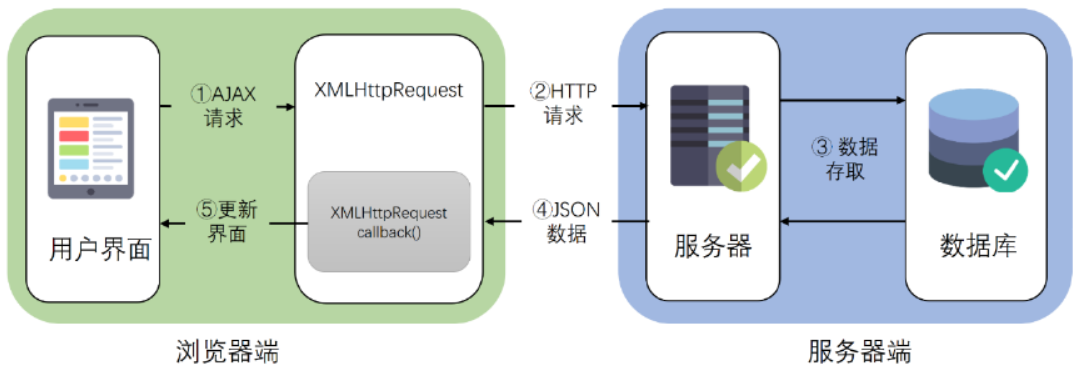 ①AJAX
请求
XMLHttpRequest
②HTTP
请求
③ 数据
存取
XMLHttpRequest
callback()
④JSON
数据
⑤更新
界面
用户界面
服务器
数据库
浏览器端
服务器端